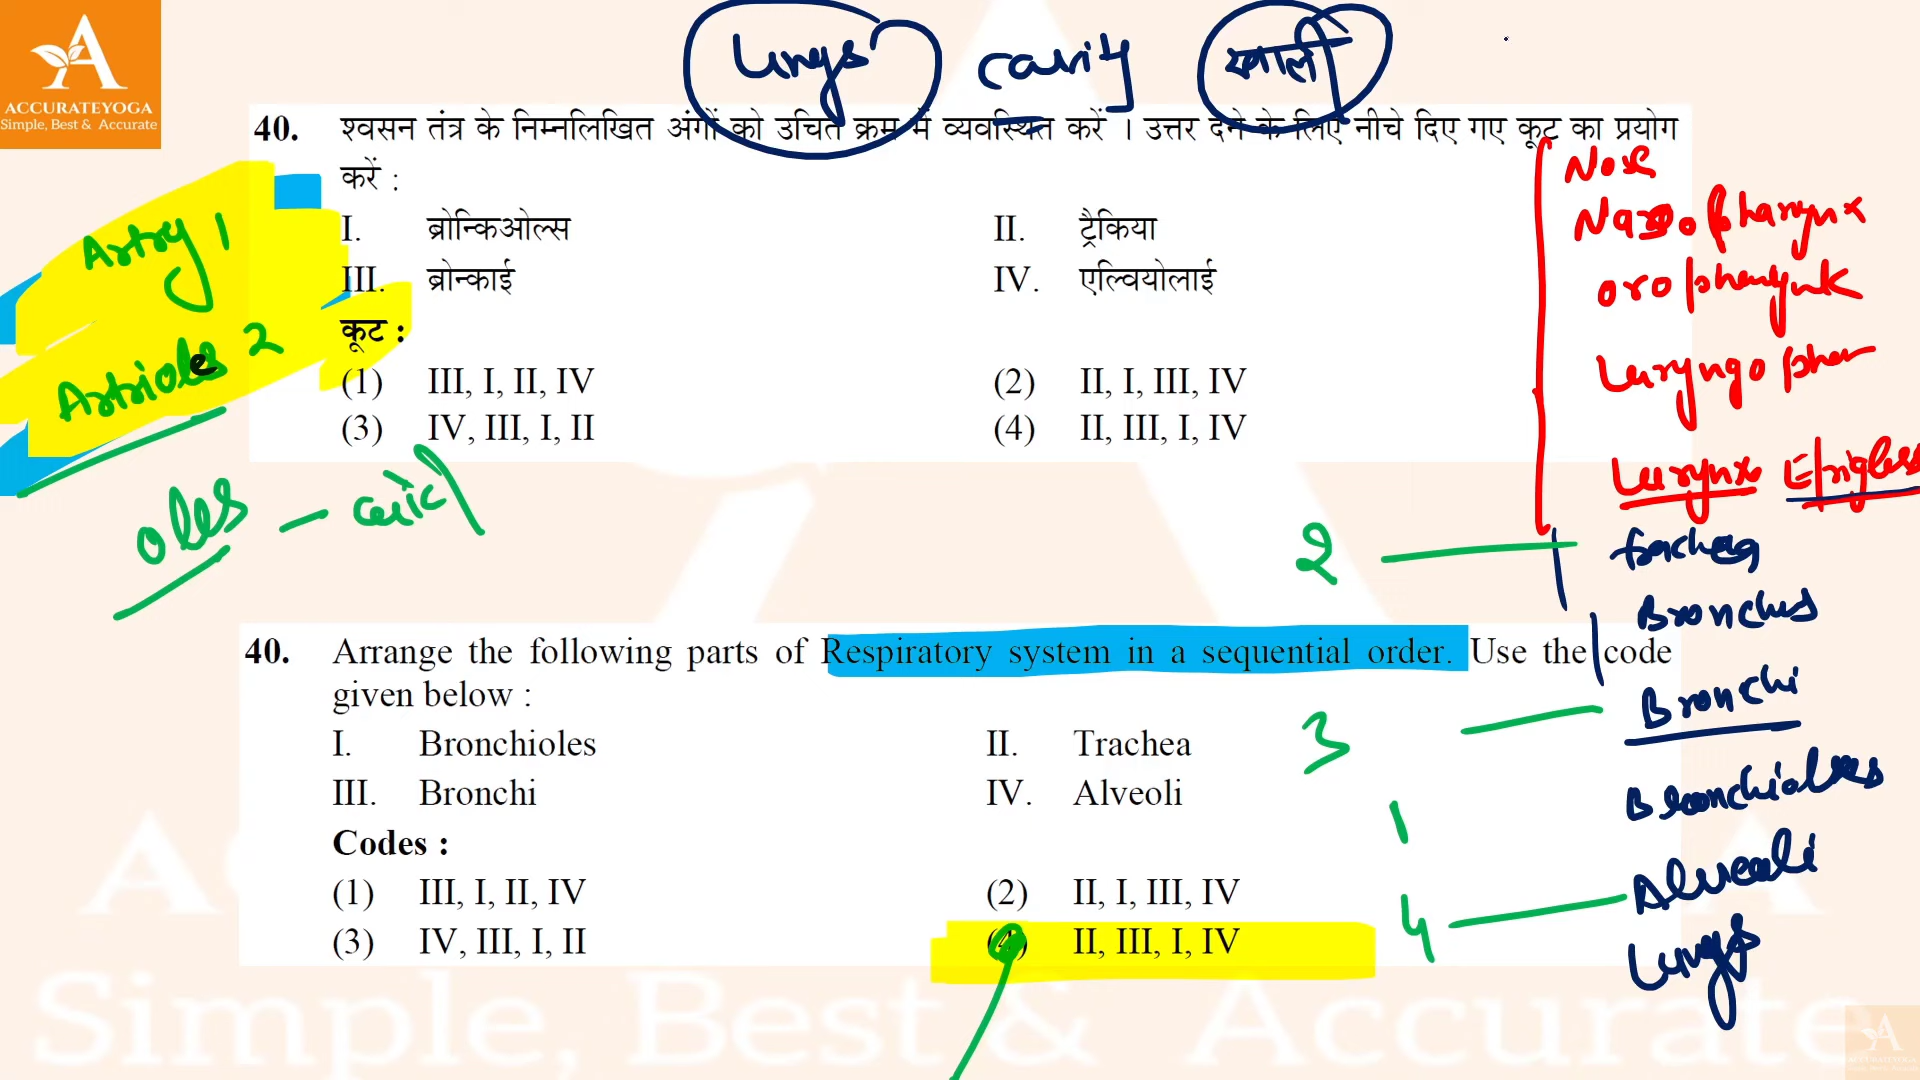 Lungs cavity खाली
ACCURATEYOGA
Simple, Best & Accurate
40. श्वसन तंत्र के निम्नलिखित अंगों को उचित क्रम में व्यवस्थित करें । उत्तर देने के लिए नीचे दिए गए कूट का प्रयोग
करें :
I. ब्रोन्किओल्स II. ट्रैकिया
III. ब्रोन्काई IV. एल्वियोलाई
कूट :
(1) III, I, II, IV (2) II, I, III, IV
(3) IV, III, I, II (4) II, III, I, IV
Artry 1
Artrioles 2
oles
Nose
Nasopharynx
oropharynx
Laryngophar
Larynx
2 Trachea
Bronchus
3 Bronchi
1 Bronchioles
4 Alveoli
Lungs
40. Arrange the following parts of Respiratory system in a sequential order. Use the code
given below :
I. Bronchioles II. Trachea
III. Bronchi IV. Alveoli
Codes :
(1) III, I, II, IV (2) II, I, III, IV
(3) IV, III, I, II (4) II, III, I, IV
Simple, Best & Accurate